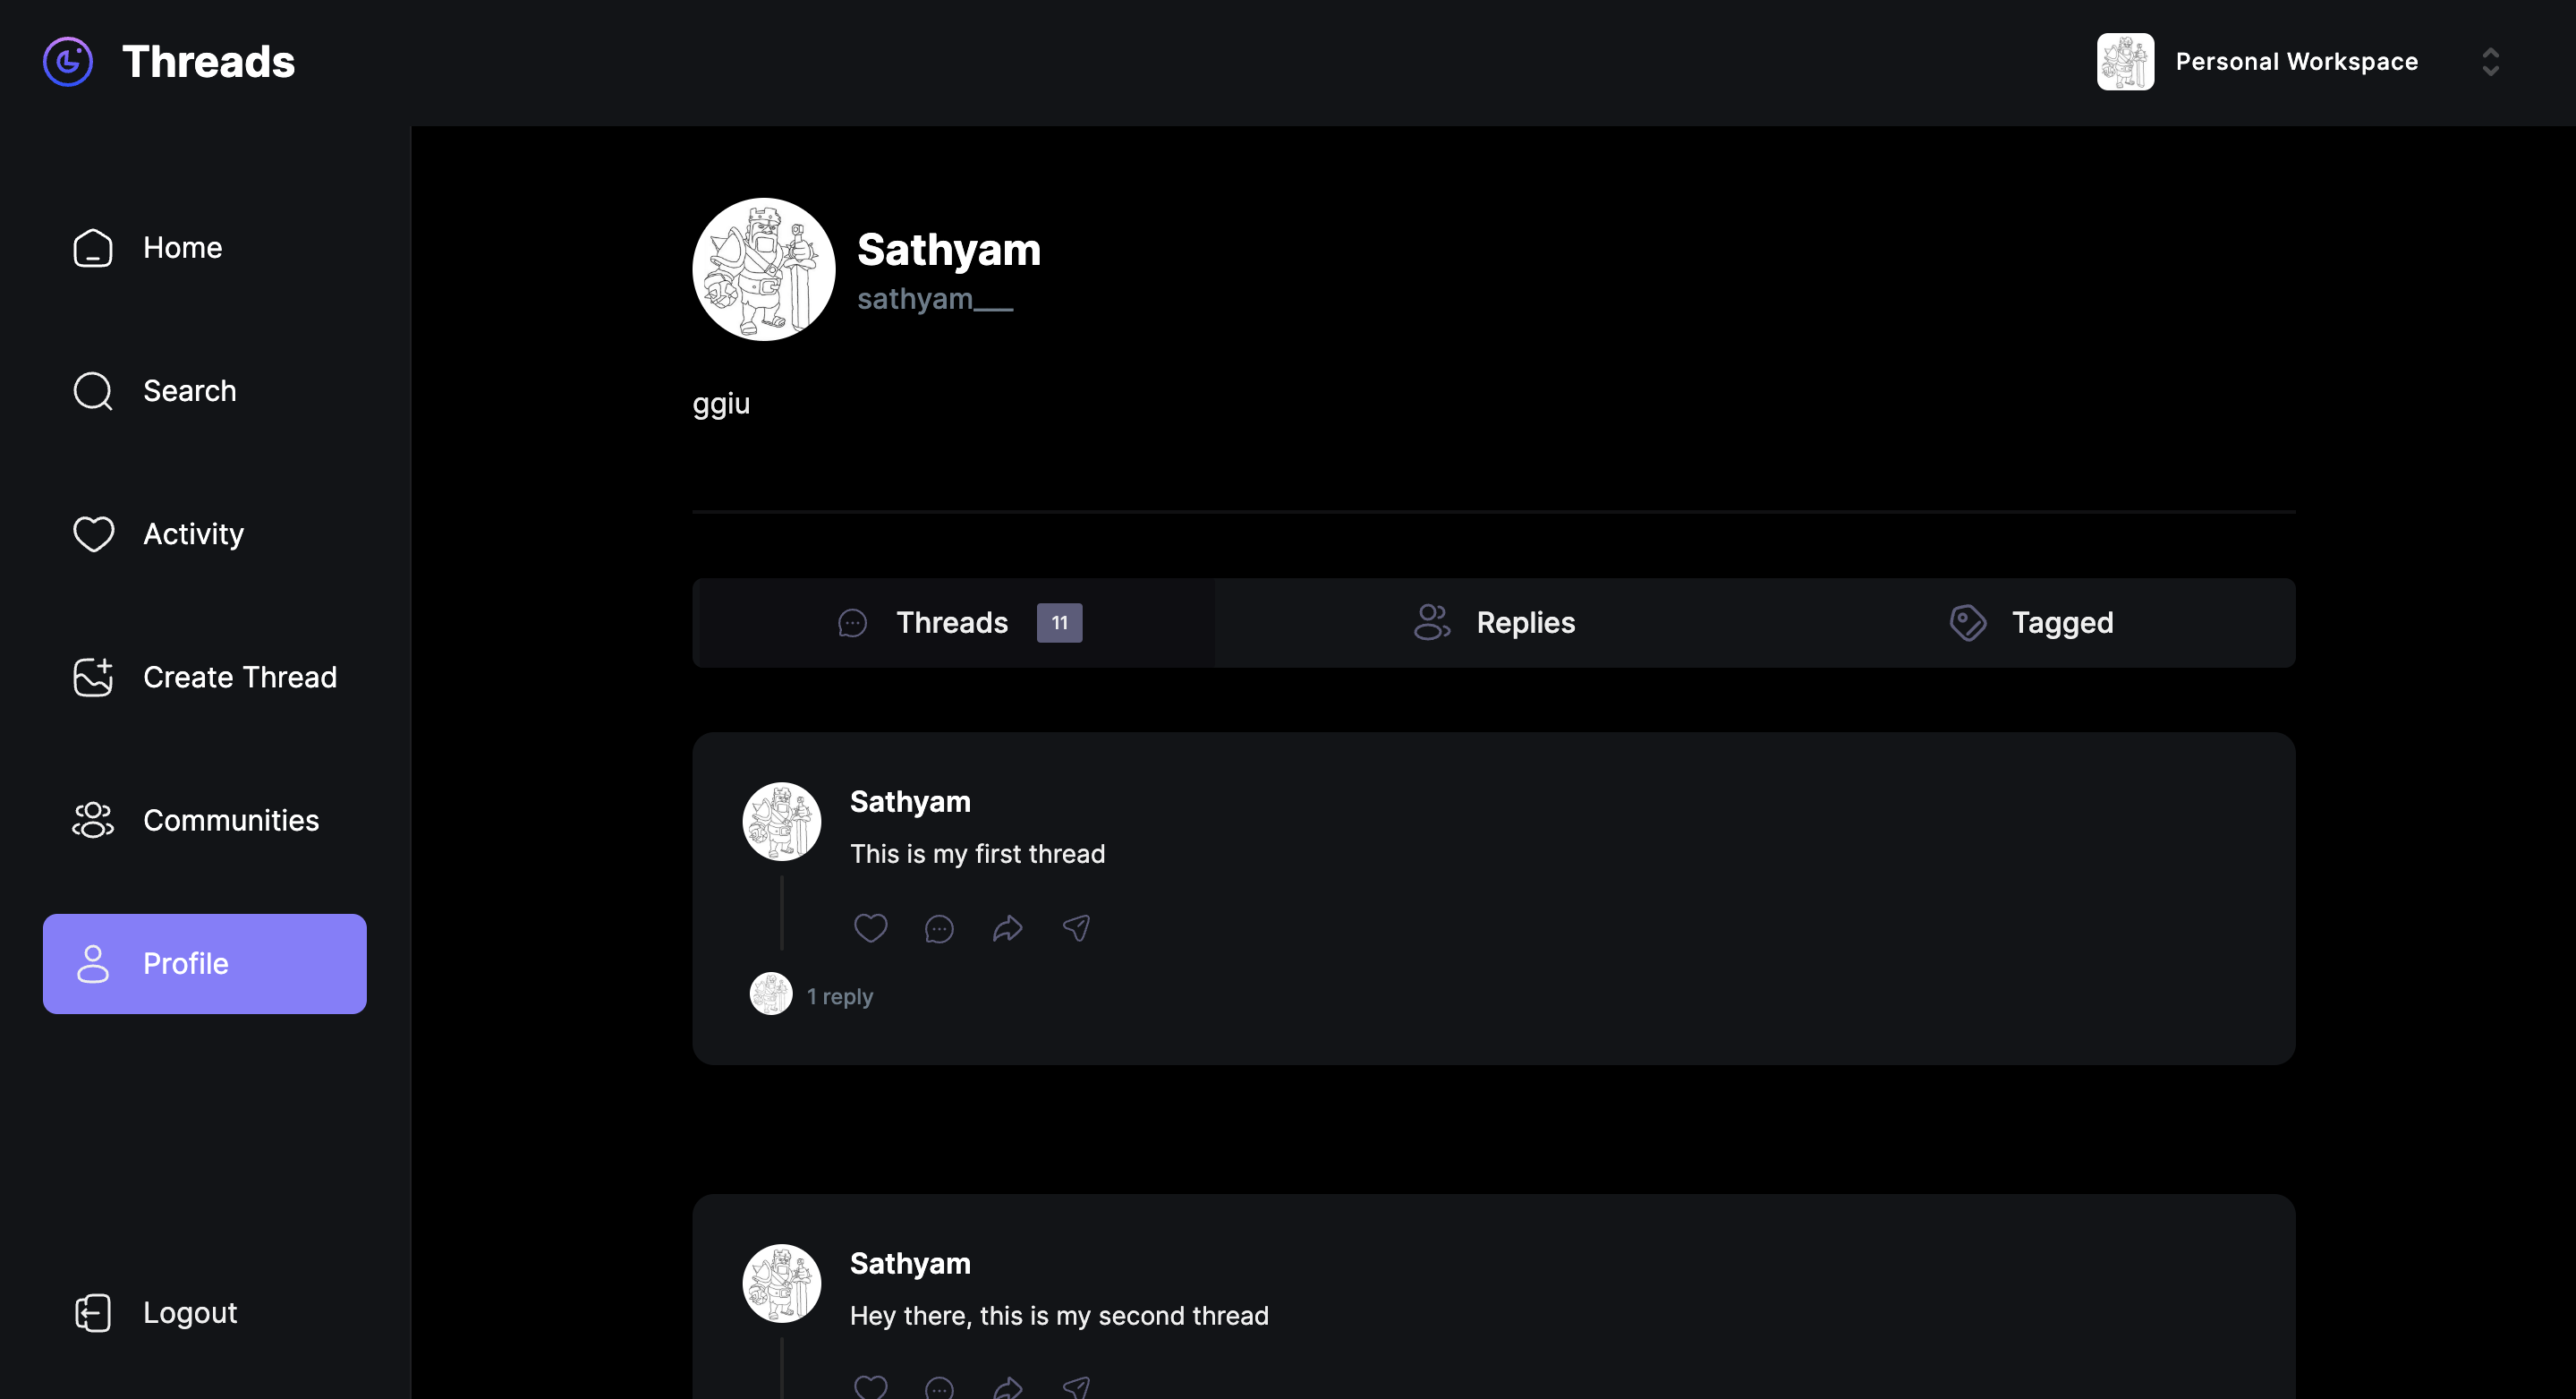 Threads
Personal Workspace
Home
Search
Activity
Create Thread
Communities
Profile
Logout
Sathyam
sathyam___
ggiu
Threads 11
Replies
Tagged
Sathyam
This is my first thread
1 reply
Sathyam
Hey there, this is my second thread